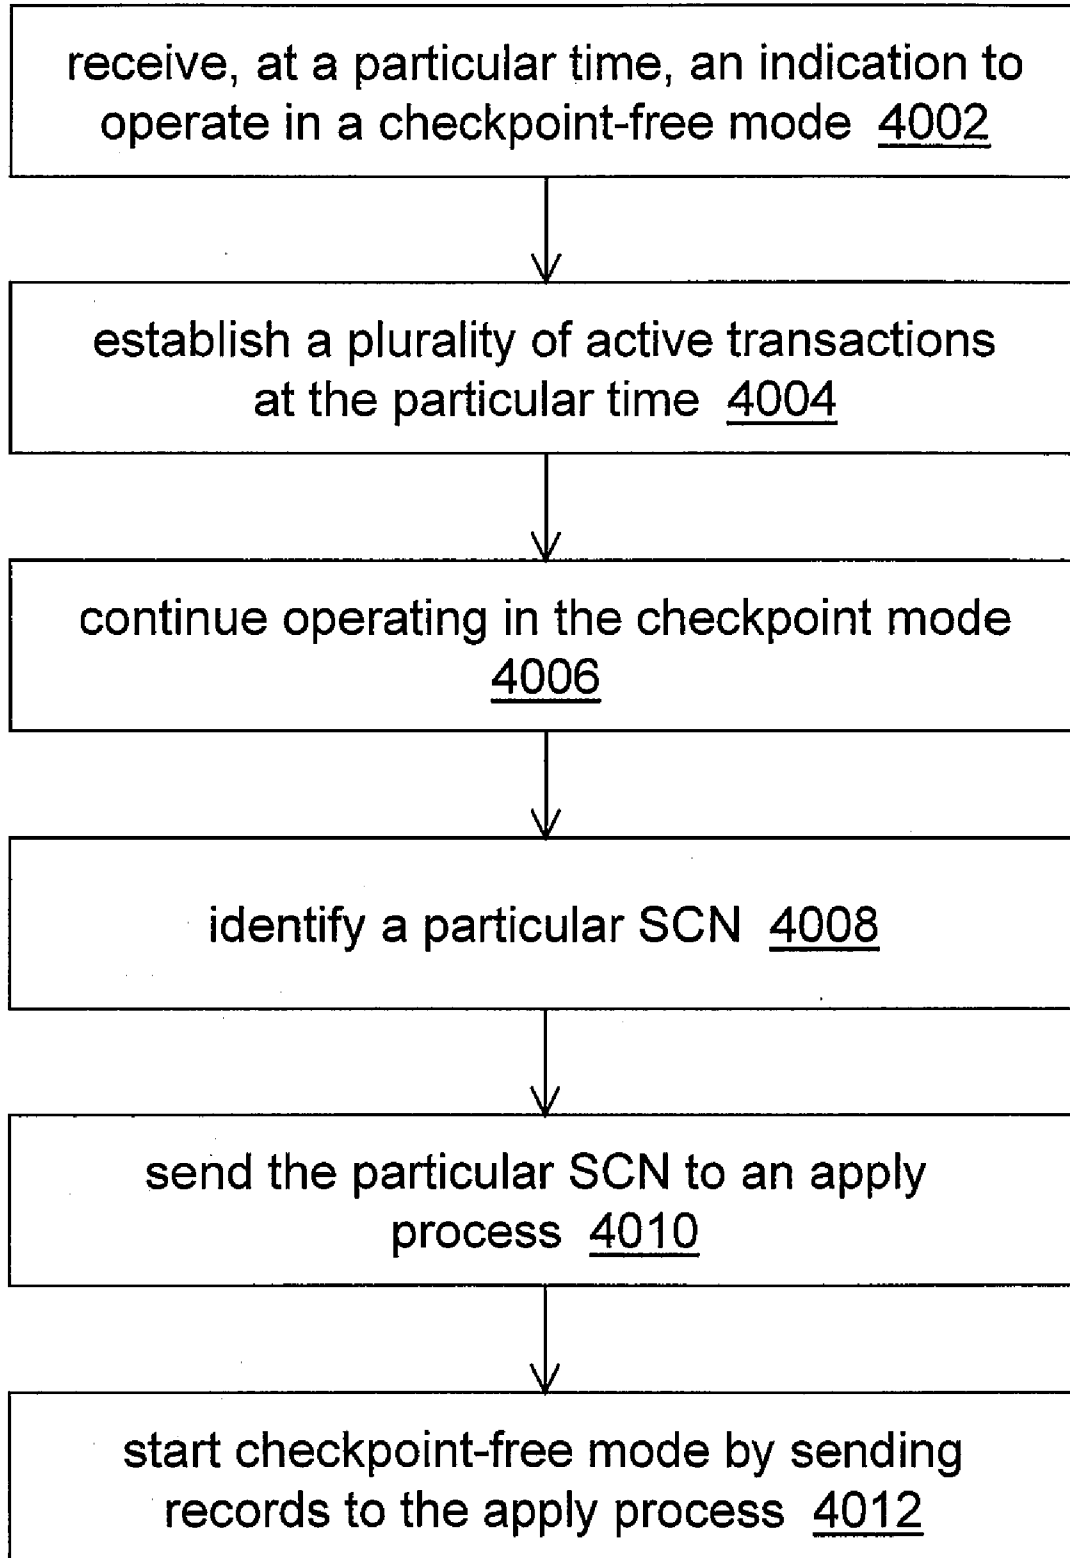 receive, at a particular time, an indication to
operate in a checkpoint-free mode 4002
establish a plurality of active transactions
at the particular time 4004
continue operating in the checkpoint mode
4006
identify a particular SCN 4008
send the particular SCN to an apply
process 4010
start checkpoint-free mode by sending
records to the apply process 4012